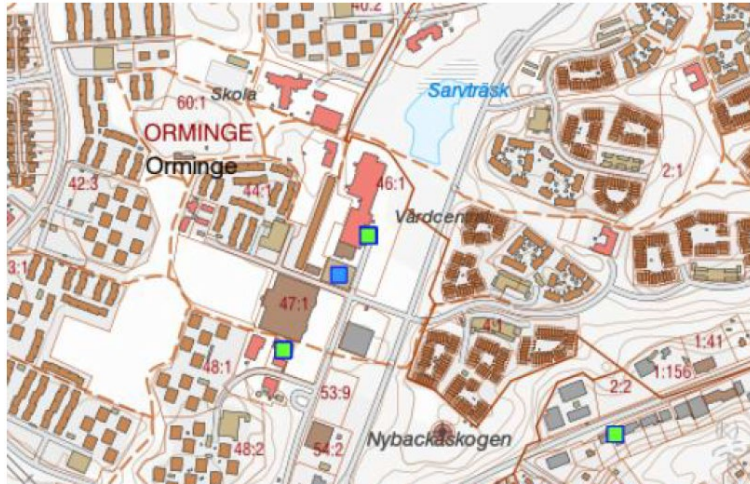 40:2
Skola
60:1
Sarvträsk
ORMINGE
Orminge
2:1
42:3
44:1
46:1
Vårdcentral
3:1
47:1
4:1
1:41
48:1
1:156
53:9
2:2
48:2
54:2
Nybackaskogen